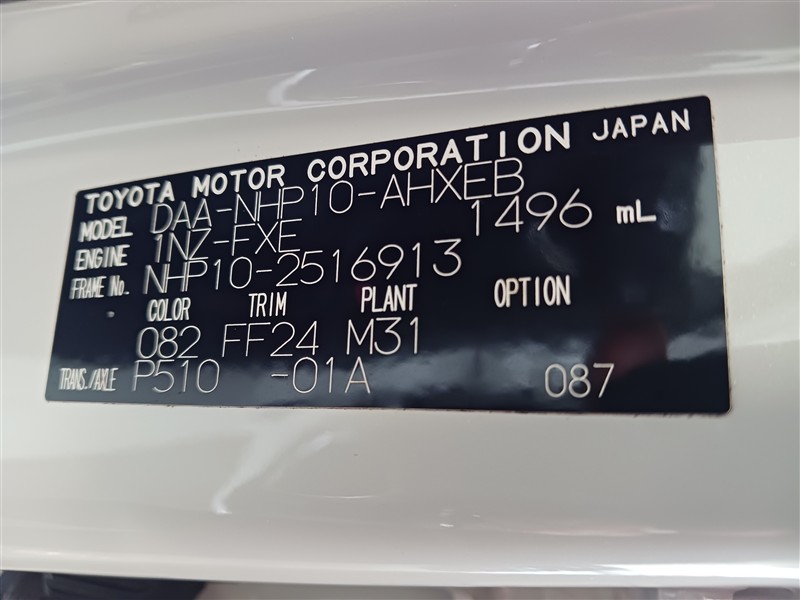 TOYOTA MOTOR CORPORATION JAPAN
MODEL DAA-NHP10-AHXEB
ENGINE 1NZ-FXE 1496 mL
FRAME No. NHP10-2516913
COLOR TRIM PLANT OPTION
082 FF24 M31
TRANS./AXLE P510 -01A 087